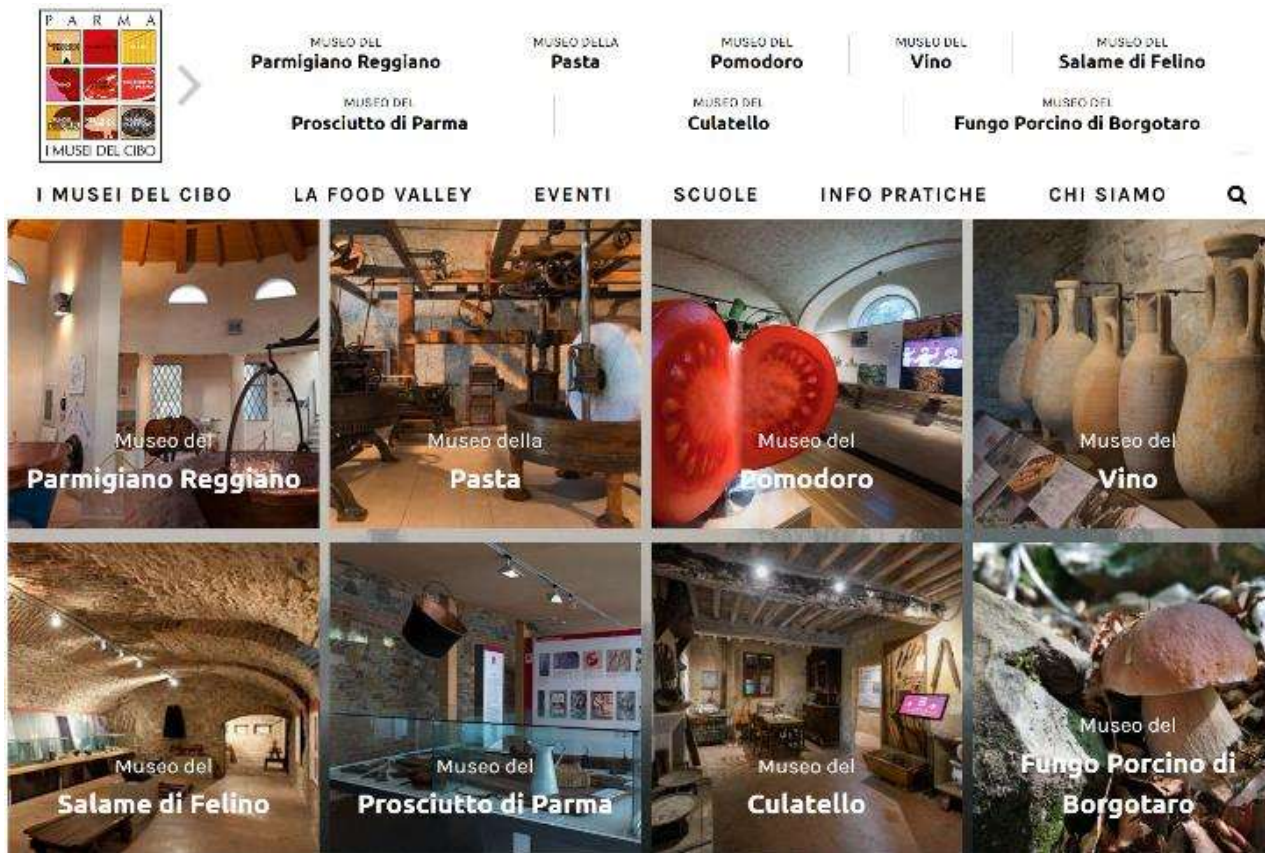 PARMA
I MUSEI DEL CIBO
MUSEO DEL
Parmigiano Reggiano
MUSEO DELLA
Pasta
MUSEO DEL
Pomodoro
MUSEO DEL
Vino
MUSEO DEL
Salame di Felino
MUSEO DEL
Prosciutto di Parma
MUSEO DEL
Culatello
MUSEO DEL
Fungo Porcino di Borgotaro
I MUSEI DEL CIBO
LA FOOD VALLEY
EVENTI
SCUOLE
INFO PRATICHE
CHI SIAMO
Museo del
Parmigiano Reggiano
Museo della
Pasta
Museo del
Pomodoro
Museo del
Vino
Museo del
Salame di Felino
Museo del
Prosciutto di Parma
Museo del
Culatello
Museo del
Fungo Porcino di
Borgotaro